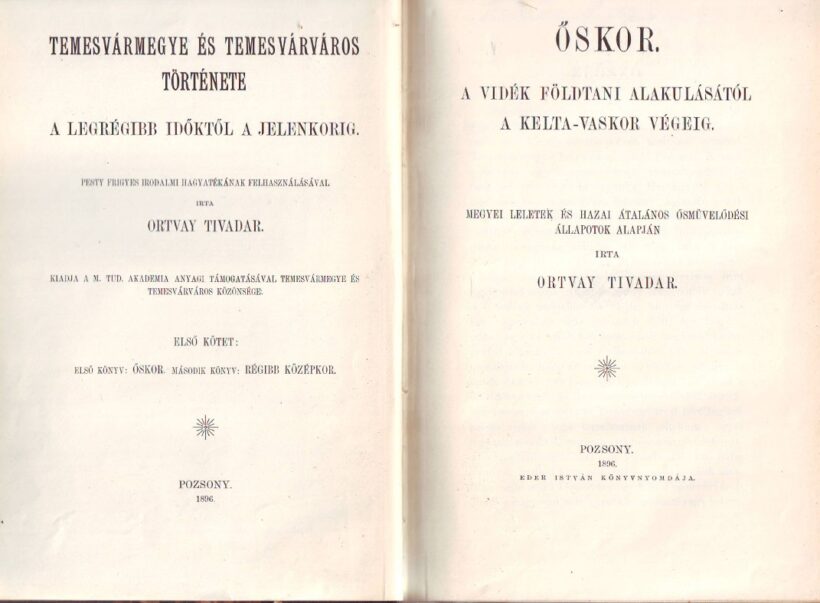 TEMESVÁRMEGYE ÉS TEMESVÁRVÁROS
TÖRTÉNETE
A LEGRÉGIBB IDŐKTŐL A JELENKORIG.
PESTY FRIGYES IRODALMI HAGYATÉKÁNAK FELHASZNÁLÁSÁVAL
IRTA
ORTVAY TIVADAR.
KIADJA A M. TUD. AKADEMIA ANYAGI TÁMOGATÁSÁVAL TEMESVÁRMEGYE ÉS
TEMESVÁRVÁROS KÖZÖNSÉGE.
ELSŐ KÖTET:
ELSŐ KÖNYV: ŐSKOR. MÁSODIK KÖNYV: RÉGIBB KÖZÉPKOR.
POZSONY.
1896.
ŐSKOR.
A VIDÉK FÖLDTANI ALAKULÁSÁTÓL
A KELTA-VASKOR VÉGEIG.
MEGYEI LELETEK ÉS HAZAI ÁTALÁNOS ŐSMŰVELŐDÉSI
ÁLLAPOTOK ALAPJÁN
IRTA
ORTVAY TIVADAR.
POZSONY.
1896.
EDER ISTVÁN KÖNYVNYOMDÁJA.